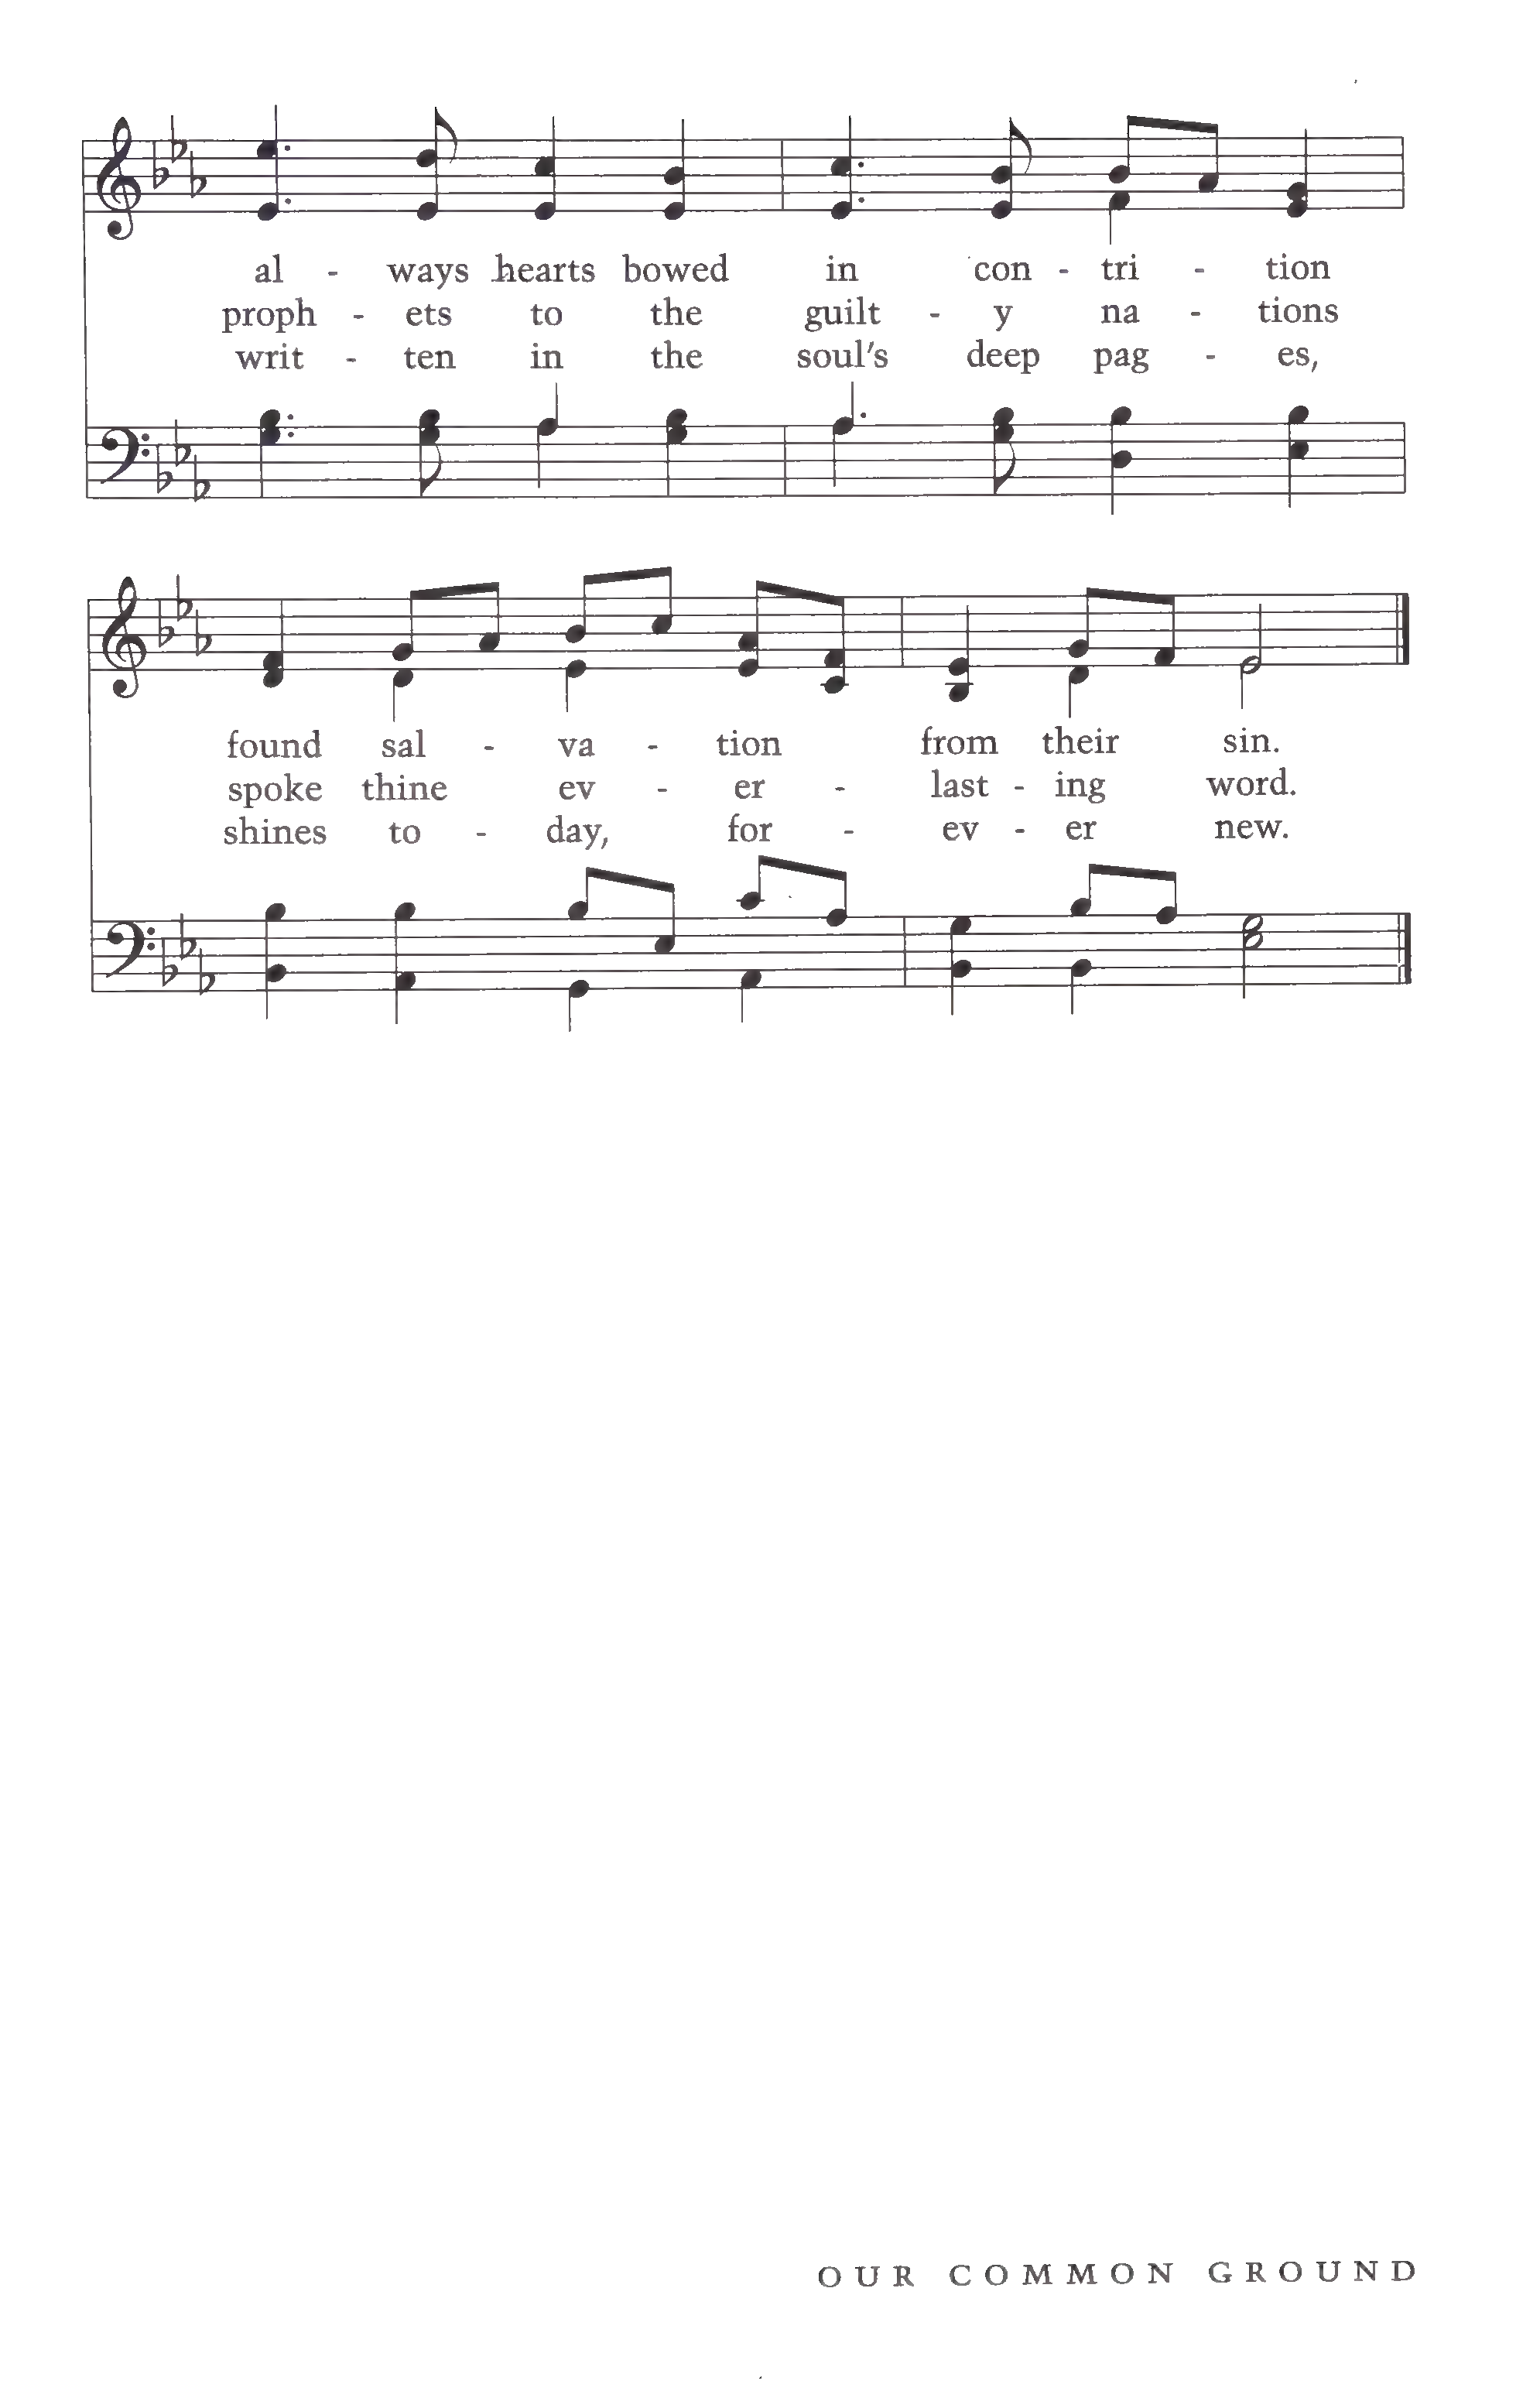 al - ways hearts bowed in con - tri - tion
proph - ets to the guilt - y na - tions
writ - ten in the soul's deep pag - es,
found sal - va - tion from their sin.
spoke thine ev - er - last - ing word.
shines to - day, for - ev - er new.
OUR COMMON GROUND